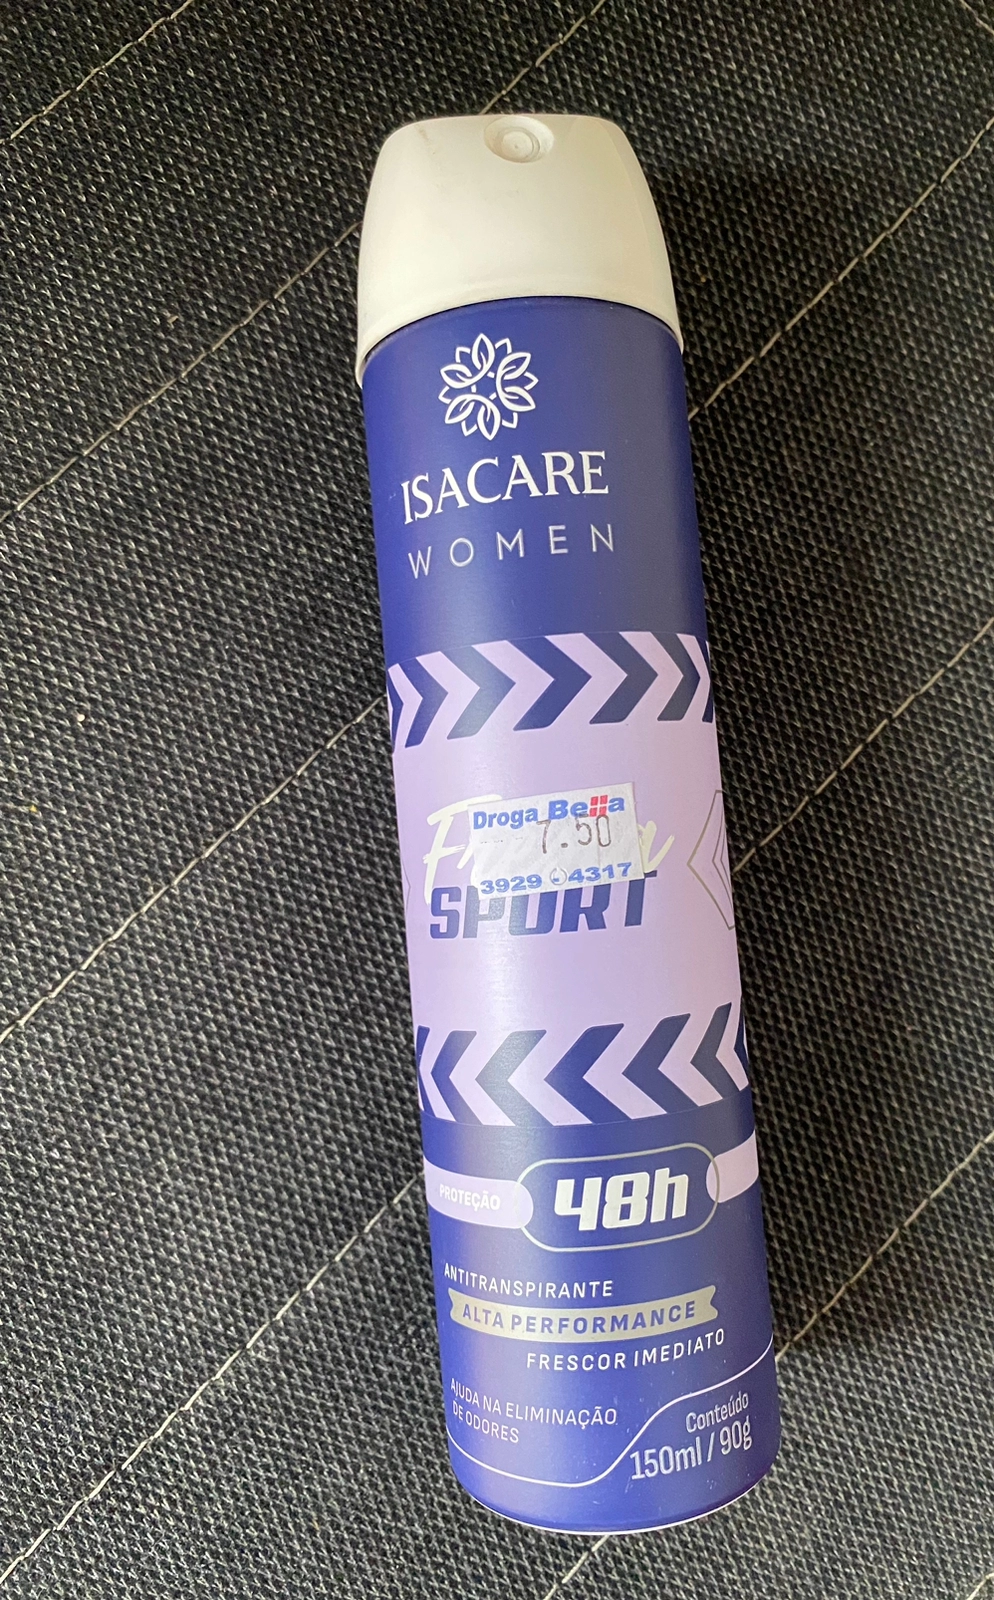 ISACARE
WOMEN
Droga Bella
7.50
3929-4317
SPORT
PROTEÇÃO
48h
ANTITRANSPIRANTE
ALTA PERFORMANCE
FRESCOR IMEDIATO
AJUDA NA ELIMINAÇÃO
DE ODORES
Conteúdo
150ml / 90g